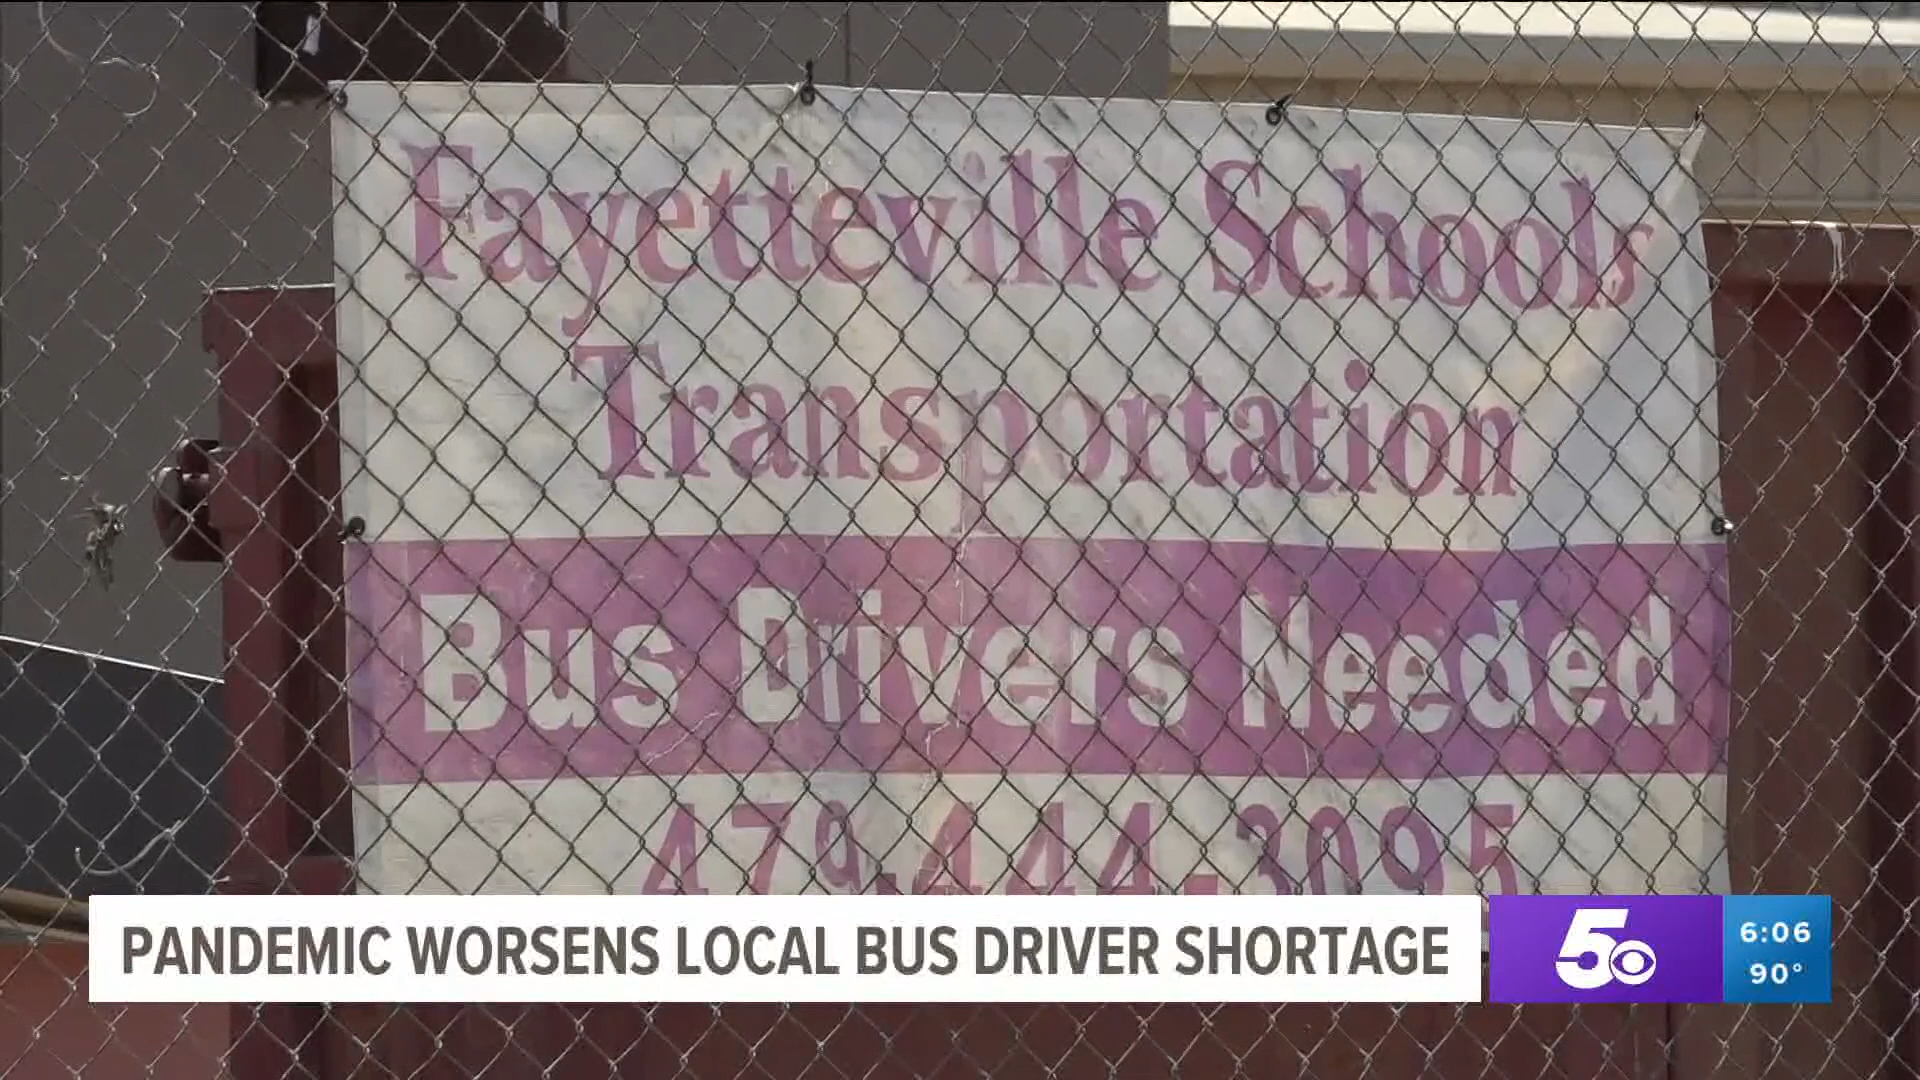 Fayetteville Schools
Transportation
Bus Drivers Needed
479-444-3095
PANDEMIC WORSENS LOCAL BUS DRIVER SHORTAGE
5
6:06
90°